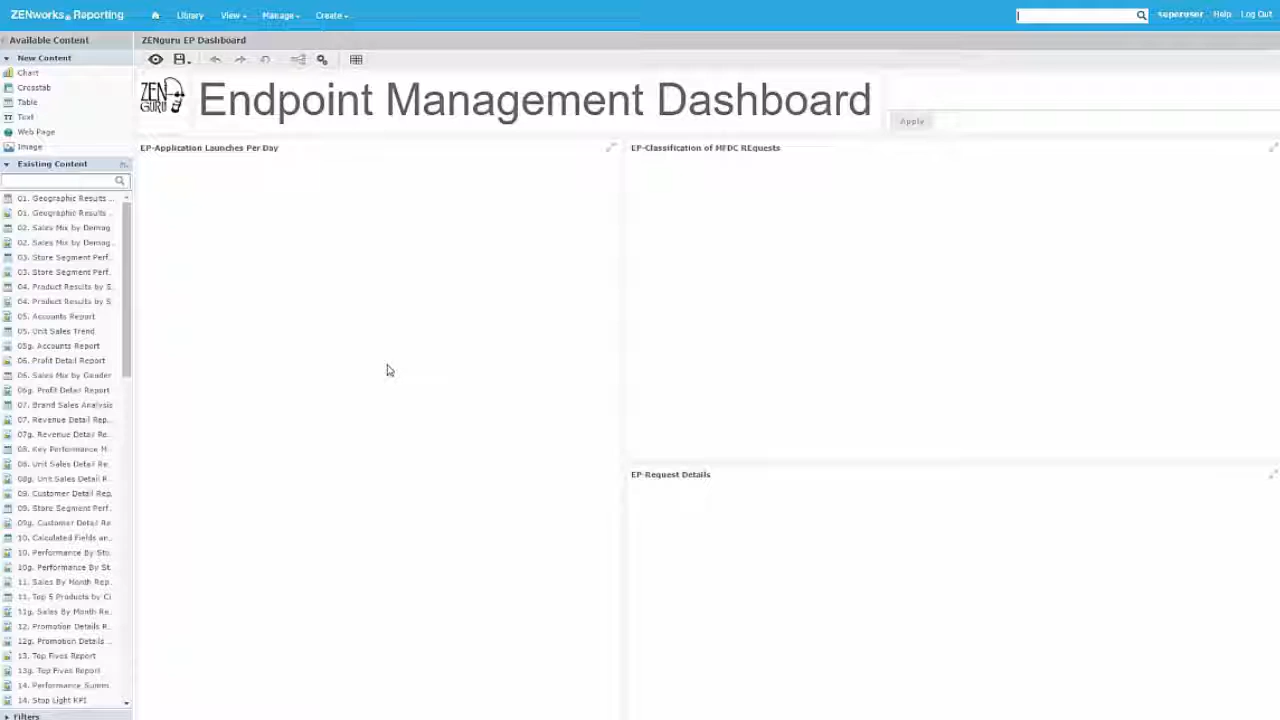 ZENworks® Reporting
Library
View
Manage
Create
superuser
Help
Log Out
Available Content
ZENguru EP Dashboard
New Content
Chart
Crosstab
Table
Text
Web Page
Image
Existing Content
ZEN
GURU
Endpoint Management Dashboard
Apply
EP-Application Launches Per Day
EP-Classification of MFDC REquests
EP-Request Details
01. Geographic Results ...
01. Geographic Results ...
02. Sales Mix by Demog...
02. Sales Mix by Demog...
03. Store Segment Perf...
03. Store Segment Perf...
04. Product Results by S
04. Product Results by S
05. Accounts Report
05. Unit Sales Trend
05g. Accounts Report
06. Profit Detail Report
06. Sales Mix by Gender
06g. Profit Detail Report
07. Brand Sales Analysis
07. Revenue Detail Rep...
07g. Revenue Detail Re...
08. Key Performance M...
08. Unit Sales Detail Re...
08g. Unit Sales Detail R...
09. Customer Detail Rep...
09. Store Segment Perf...
09g. Customer Detail Re
10. Calculated Fields an...
10. Performance By Sto...
10g. Performance By St
11. Sales By Month Rep...
11. Top 5 Products by Ci
11g. Sales By Month Re...
12. Promotion Details R...
12g. Promotion Details ...
13. Top Fives Report
13g. Top Fives Report
14. Performance Summ
14. Stop Light KPI
Filters